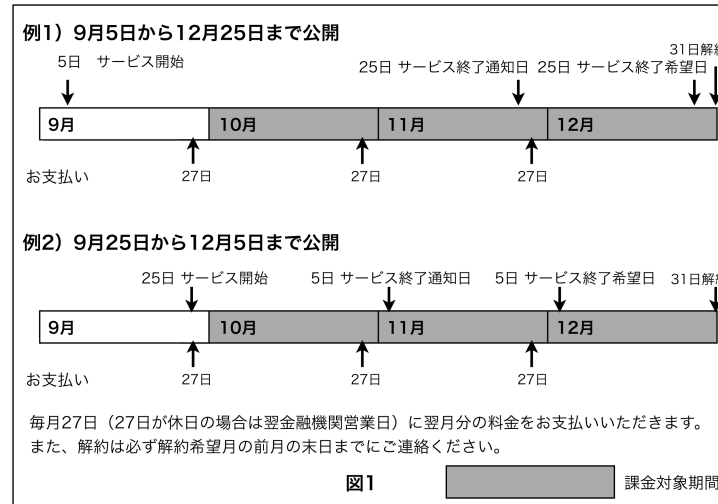 例1）9月5日から12月25日まで公開
31日解約
5日　サービス開始
25日 サービス終了通知日
25日 サービス終了希望日
9月
10月
11月
12月
お支払い
27日
27日
27日
例2）9月25日から12月5日まで公開
25日 サービス開始
5日 サービス終了通知日
5日 サービス終了希望日
31日解約
9月
10月
11月
12月
お支払い
27日
27日
27日
毎月27日（27日が休日の場合は翌金融機関営業日）に翌月分の料金をお支払いいただきます。
また、解約は必ず解約希望月の前月の末日までにご連絡ください。
図1
課金対象期間